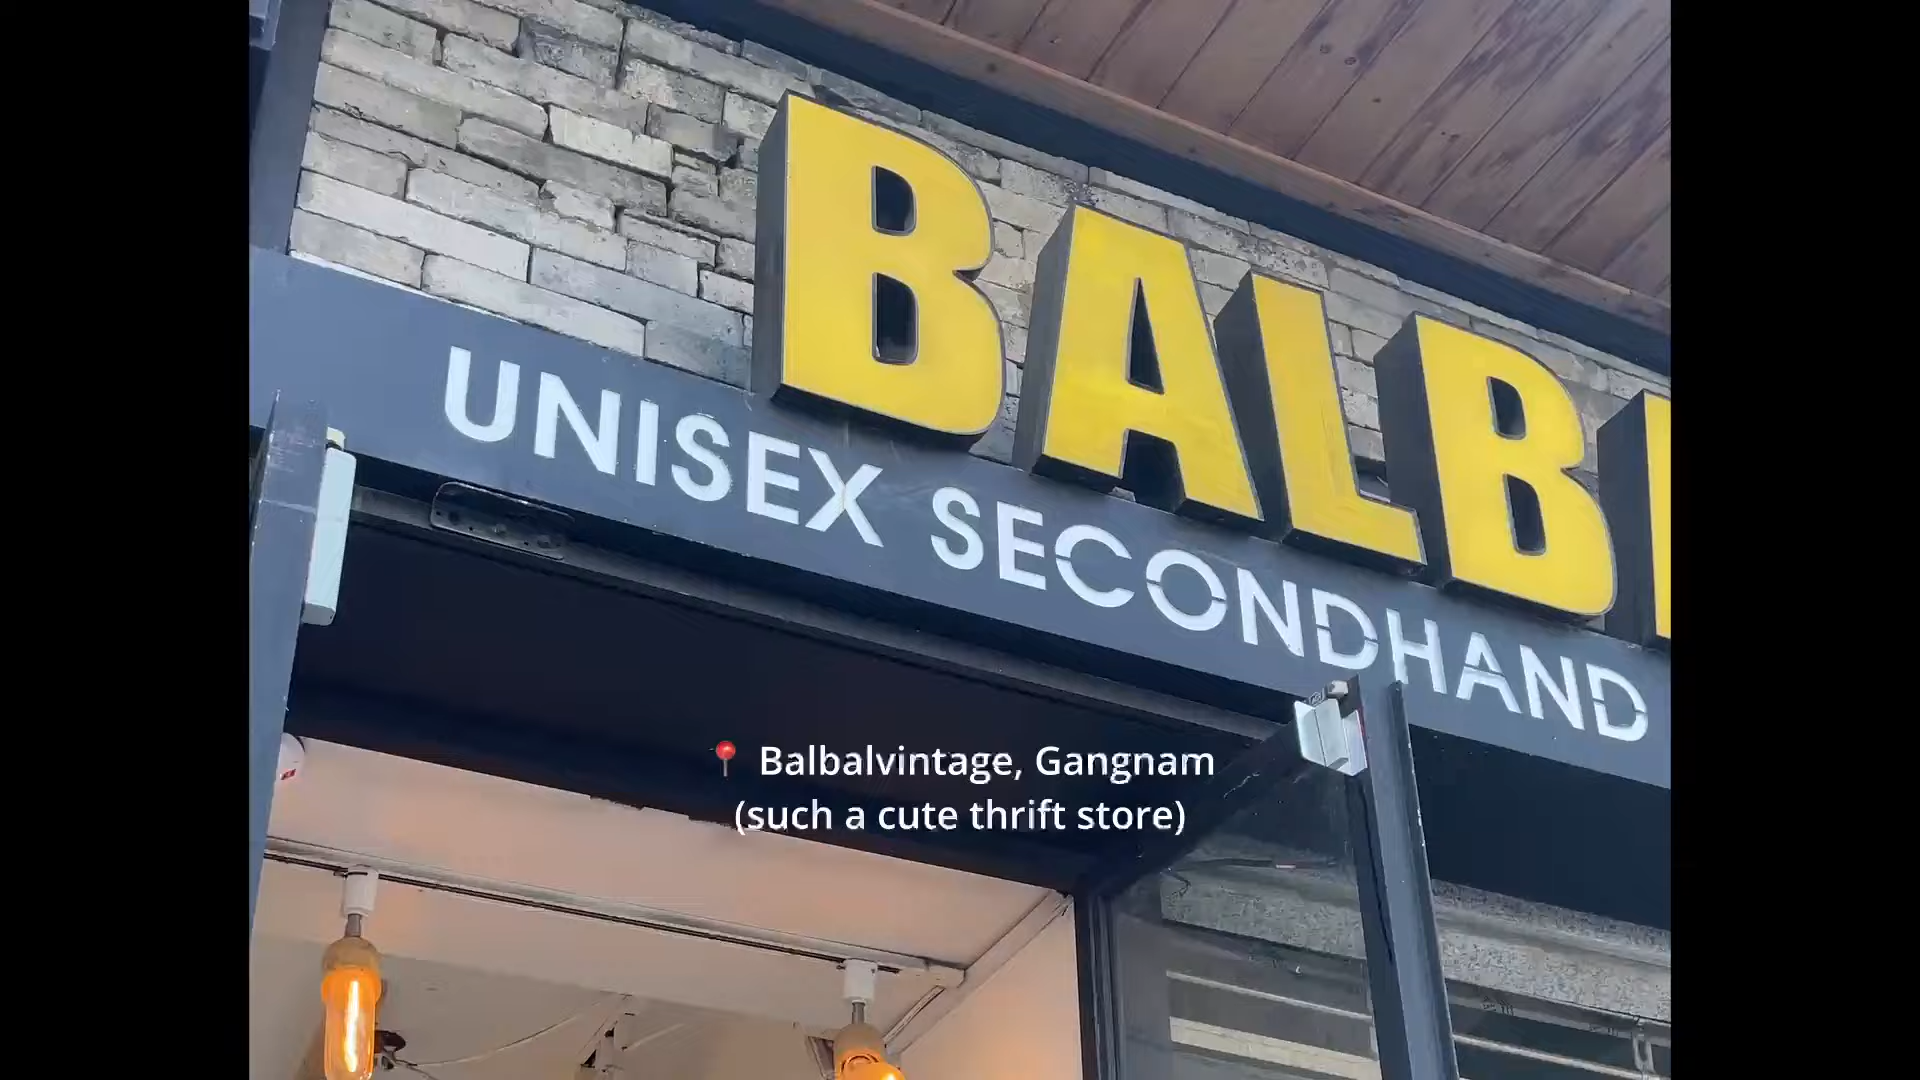 BALB
UNISEX SECONDHAND
📍 Balbalvintage, Gangnam
(such a cute thrift store)